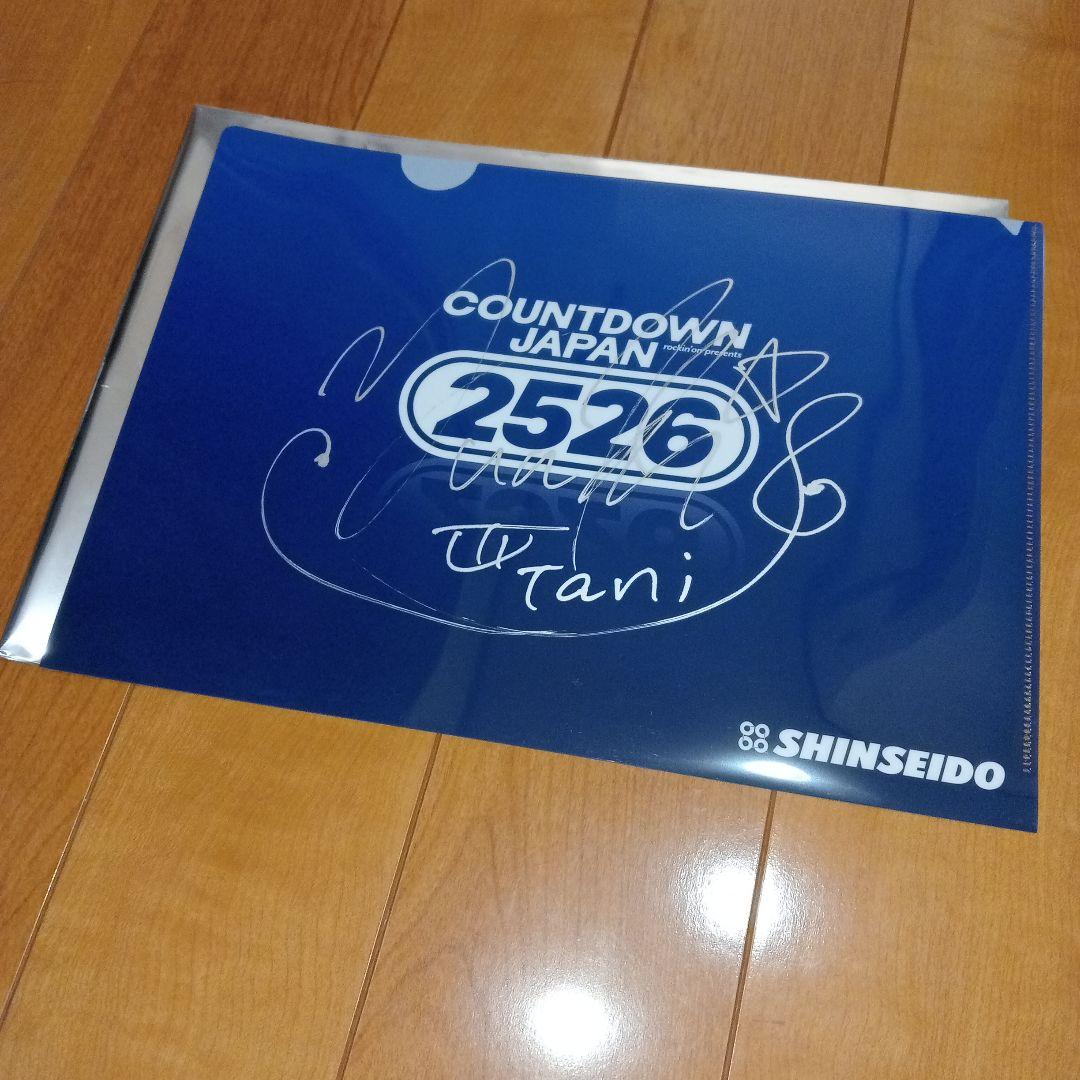 COUNTDOWN
JAPAN rockin'on presents
2526
Tani
SHINSEIDO